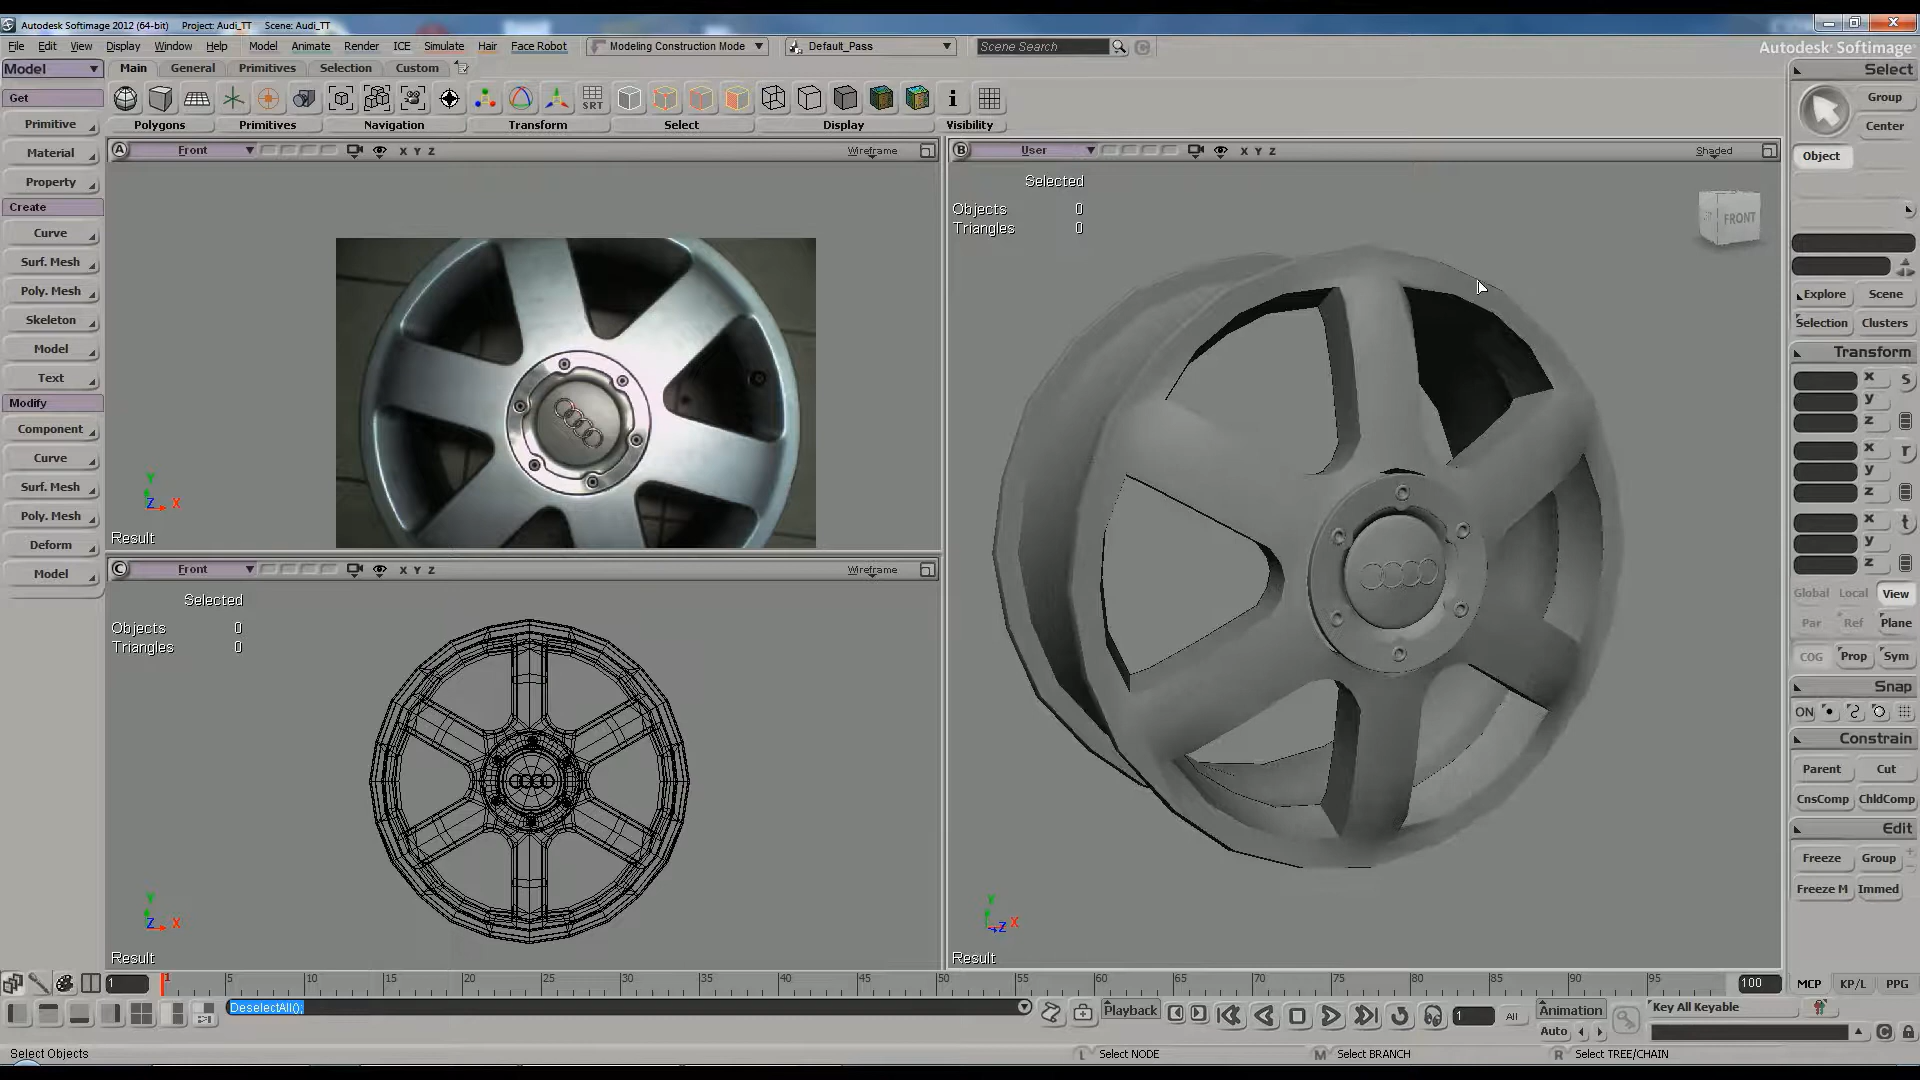 Autodesk Softimage 2012 (64-bit) Project: Audi_TT Scene: Audi_TT
File Edit View Display Window Help Model Animate Render ICE Simulate Hair Face Robot Modeling Construction Mode Default_Pass Scene Search Autodesk® Softimage®
Model Main General Primitives Selection Custom Select
Get
Primitive
Material
Property
Create
Curve
Surf. Mesh
Poly. Mesh
Skeleton
Model
Text
Modify
Component
Curve
Surf. Mesh
Poly. Mesh
Deform
Model
SRT
Polygons Primitives Navigation Transform Select Display Visibility
A Front X Y Z Wireframe
Y
Z X
Result
B User X Y Z Shaded
Selected
Objects 0
Triangles 0
FRONT
Y
Z X
Result
C Front X Y Z Wireframe
Selected
Objects 0
Triangles 0
Y
Z X
Result
Group
Center
Object
Explore Scene
Selection Clusters
Transform
x s
y
z
x r
y
z
x t
y
z
Global Local View
Par Ref Plane
COG Prop Sym
Snap
ON
Constrain
Parent Cut
CnsComp ChldComp
Edit
Freeze Group
Freeze M Immed
1 1 5 10 15 20 25 30 35 40 45 50 55 60 65 70 75 80 85 90 95 100 MCP KP/L PPG
DeselectAll(); Playback 1 All Animation Key All Keyable
Auto
Select Objects L Select NODE M Select BRANCH R Select TREE/CHAIN